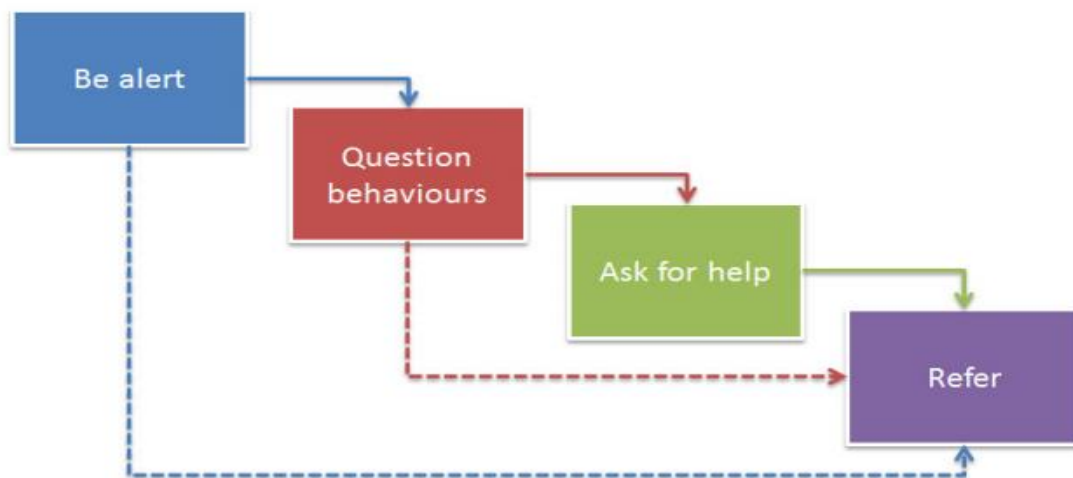 Be alert
Question
behaviours
Ask for help
Refer